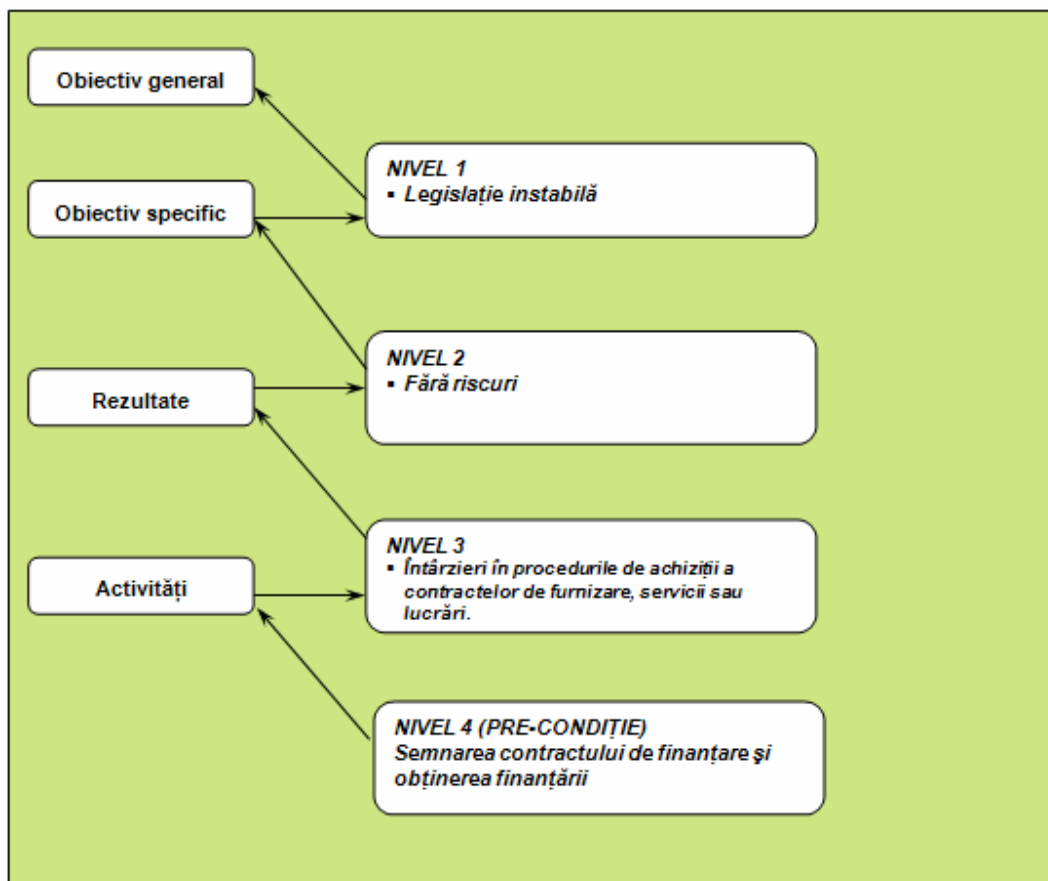 Obiectiv general
NIVEL 1
▪ Legislație instabilă
Obiectiv specific
NIVEL 2
▪ Fără riscuri
Rezultate
NIVEL 3
▪ Întârzieri în procedurile de achiziții a
contractelor de furnizare, servicii sau
lucrări.
Activități
NIVEL 4 (PRE-CONDIȚIE)
Semnarea contractului de finanțare şi
obținerea finanțării